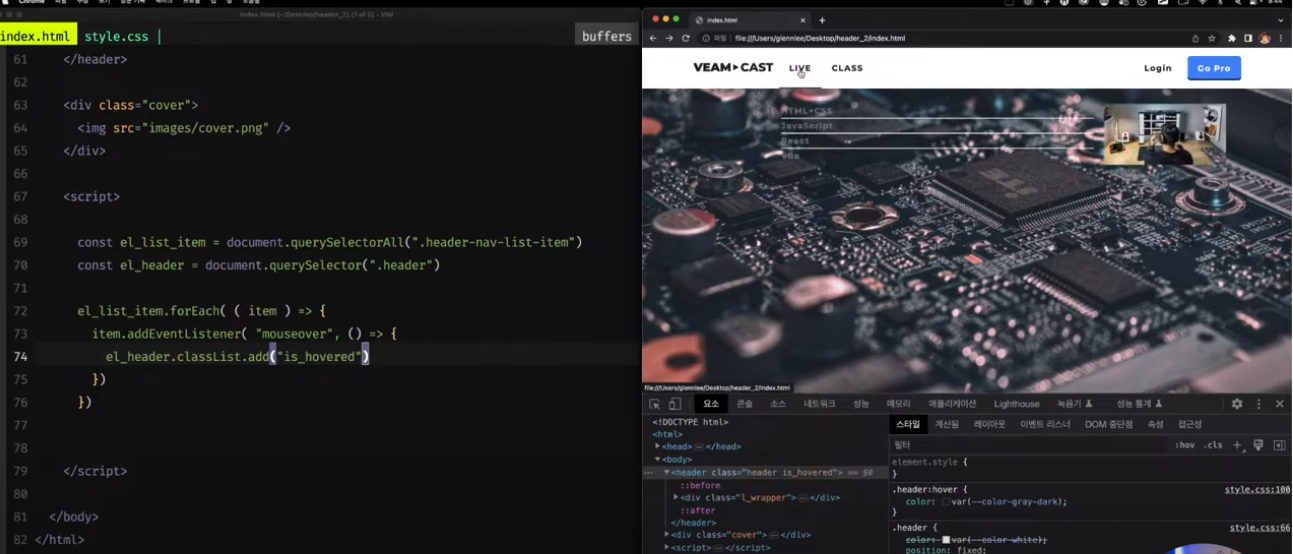 index.html [~/Desktop/header_2] (1 of 2) - VIM
index.html style.css | buffers
61 </header>
62
63 <div class="cover">
64 <img src="images/cover.png" />
65 </div>
66
67 <script>
68
69 const el_list_item = document.querySelectorAll(".header-nav-list-item")
70 const el_header = document.querySelector(".header")
71
72 el_list_item.forEach( ( item ) => {
73 item.addEventListener( "mouseover", () => {
74 el_header.classList.add("is_hovered")
75 })
76 })
77
78
79 </script>
80
81 </body>
82 </html>
index.html
파일 file:///Users/glennlee/Desktop/header_2/index.html
VEAM CAST LIVE CLASS Login Go Pro
HTML+CSS
JavaScript
React
Vue
file:///Users/glennlee/Desktop/header_2/index.html
요소 콘솔 소스 네트워크 성능 메모리 애플리케이션 Lighthouse 녹음기 성능 통계
<!DOCTYPE html>
<html>
<head> … </head>
<body>
<header class="header is_hovered"> == $0
::before
<div class="l_wrapper"> … </div>
::after
</header>
<div class="cover"> … </div>
<script> … </script>
스타일 계산됨 레이아웃 이벤트 리스너 DOM 중단점 속성 접근성
필터 :hov .cls
element.style {
}
.header:hover { style.css:100
color: var(--color-gray-dark);
}
.header { style.css:66
color: var(--color-white);
position: fixed;